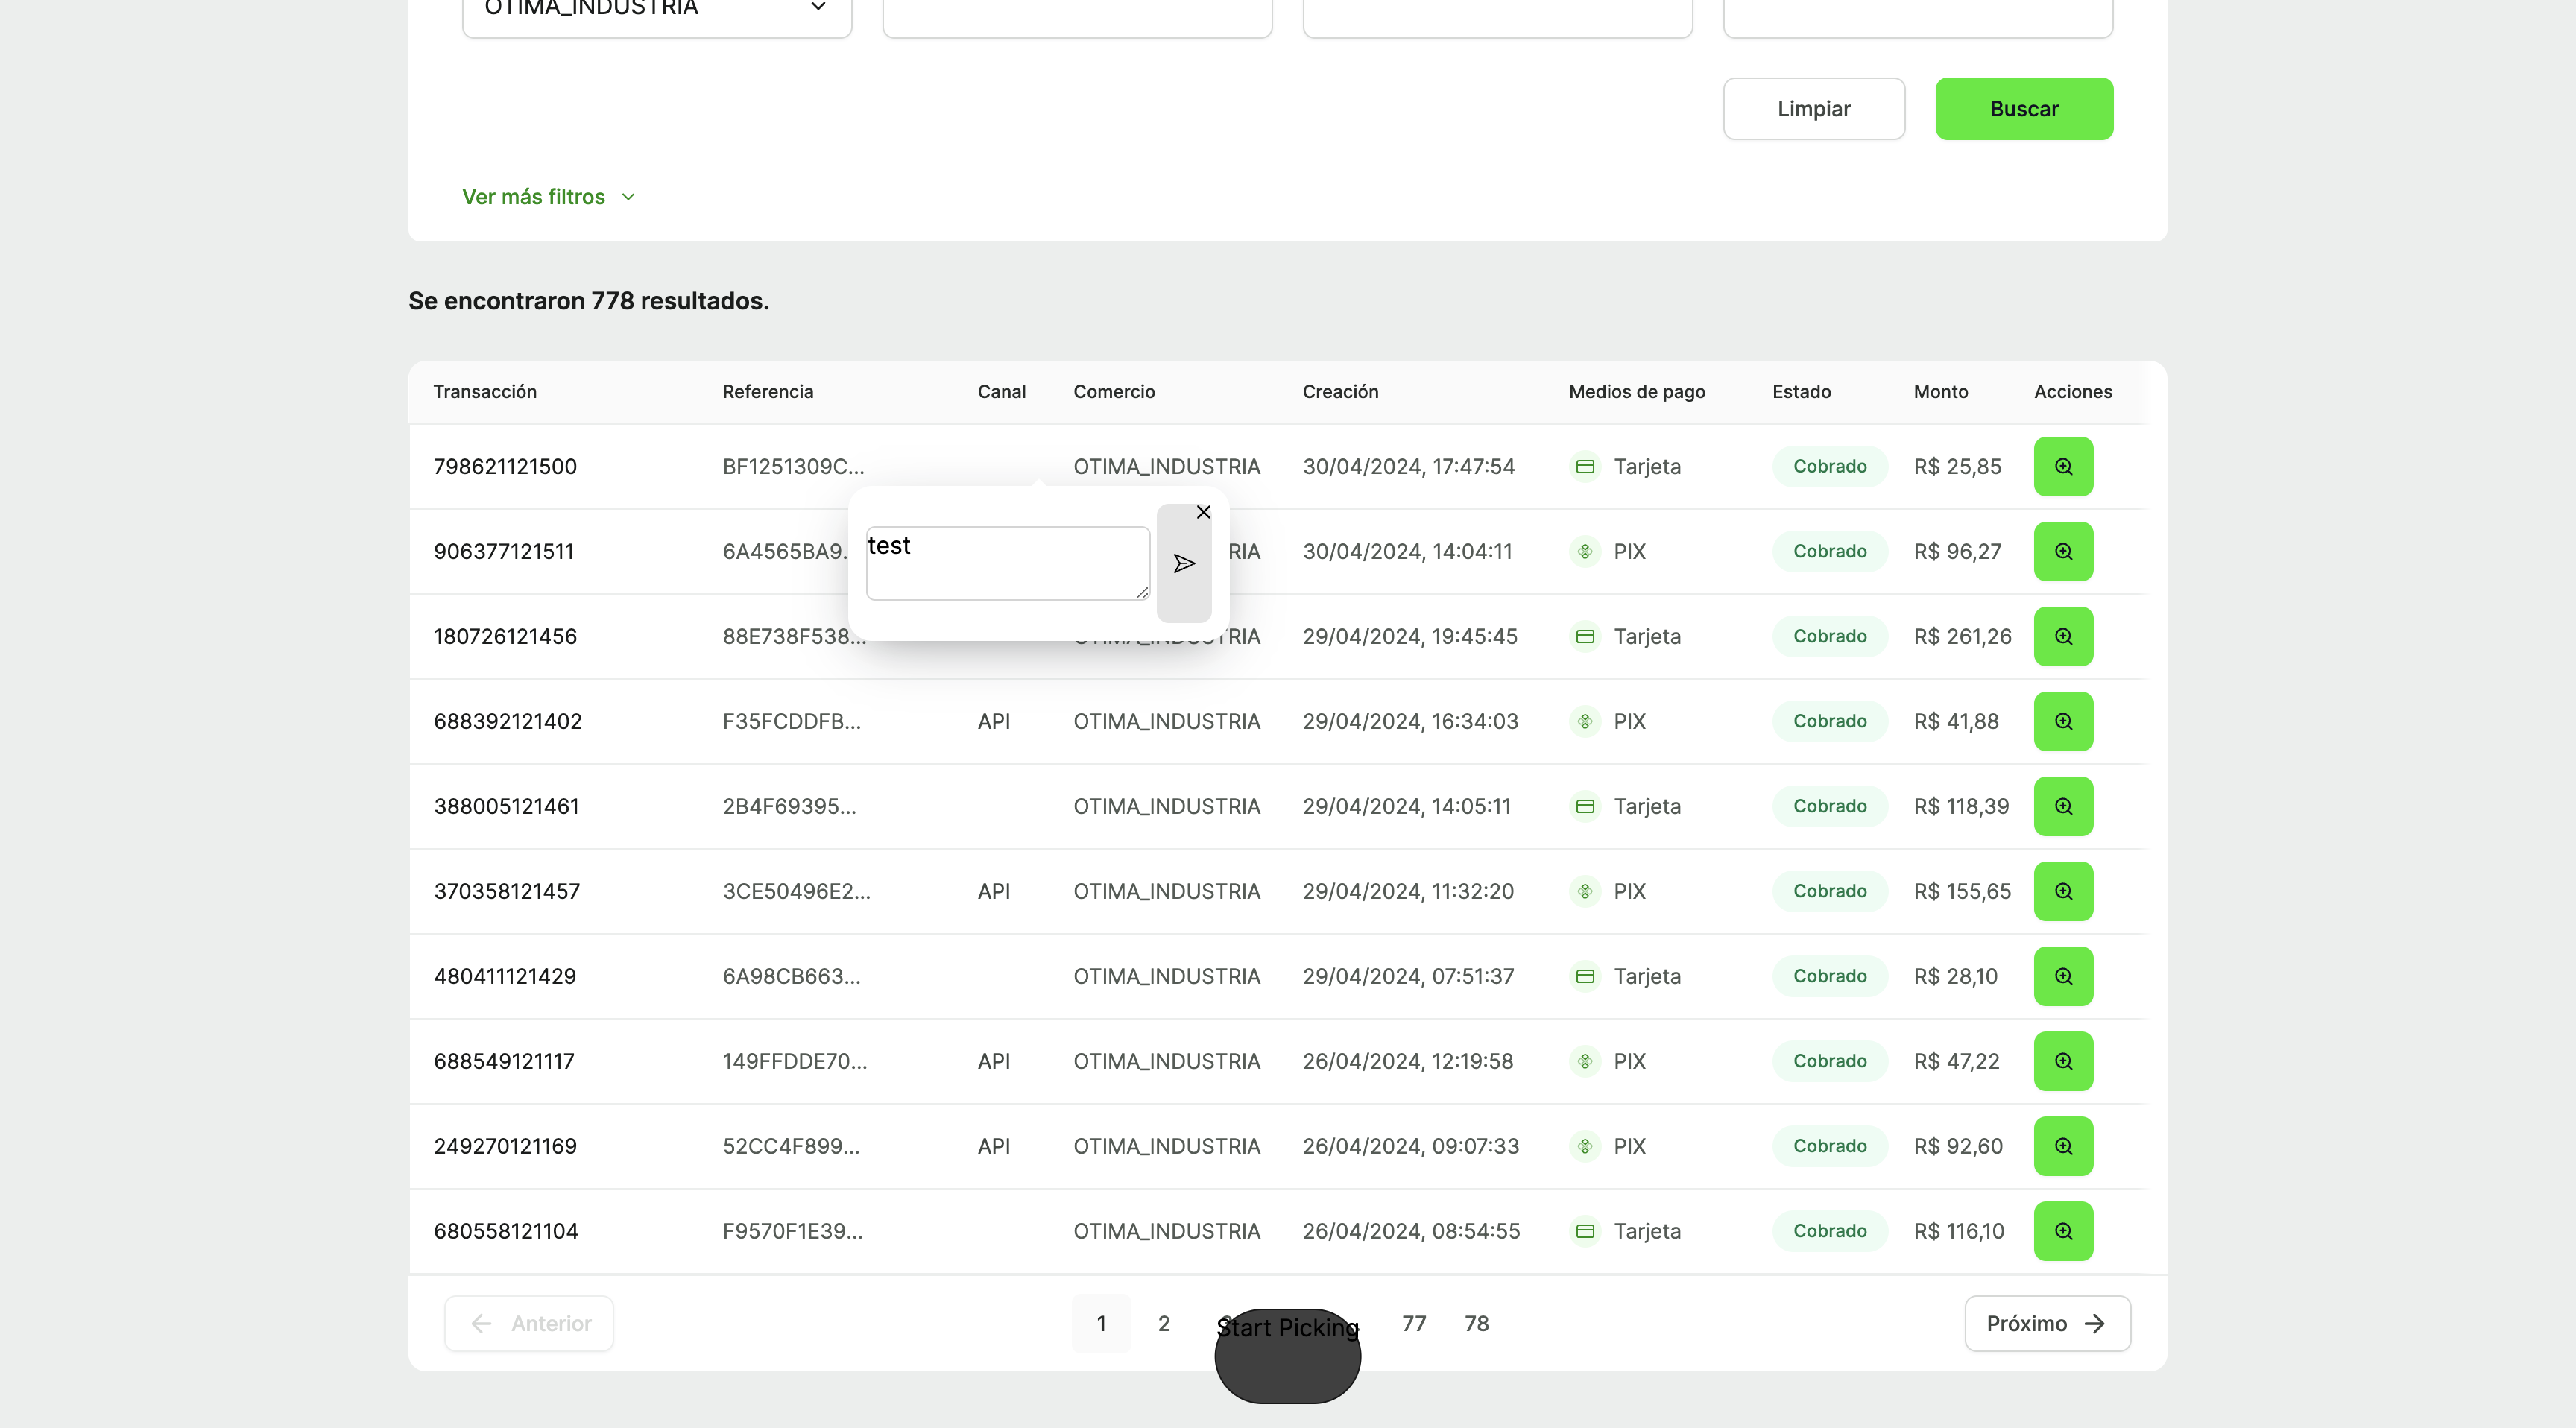 OTIMA_INDUSTRIA
Limpiar Buscar
Ver más filtros
Se encontraron 778 resultados.
Transacción Referencia Canal Comercio Creación Medios de pago Estado Monto Acciones
798621121500 BF1251309C... OTIMA_INDUSTRIA 30/04/2024, 17:47:54 Tarjeta Cobrado R$ 25,85
906377121511 6A4565BA9. RIA 30/04/2024, 14:04:11 PIX Cobrado R$ 96,27
test
180726121456 88E738F538... OTIMA_INDUSTRIA 29/04/2024, 19:45:45 Tarjeta Cobrado R$ 261,26
688392121402 F35FCDDFB... API OTIMA_INDUSTRIA 29/04/2024, 16:34:03 PIX Cobrado R$ 41,88
388005121461 2B4F69395... OTIMA_INDUSTRIA 29/04/2024, 14:05:11 Tarjeta Cobrado R$ 118,39
370358121457 3CE50496E2... API OTIMA_INDUSTRIA 29/04/2024, 11:32:20 PIX Cobrado R$ 155,65
480411121429 6A98CB663... OTIMA_INDUSTRIA 29/04/2024, 07:51:37 Tarjeta Cobrado R$ 28,10
688549121117 149FFDDE70... API OTIMA_INDUSTRIA 26/04/2024, 12:19:58 PIX Cobrado R$ 47,22
249270121169 52CC4F899... API OTIMA_INDUSTRIA 26/04/2024, 09:07:33 PIX Cobrado R$ 92,60
680558121104 F9570F1E39... OTIMA_INDUSTRIA 26/04/2024, 08:54:55 Tarjeta Cobrado R$ 116,10
Anterior 1 2 77 78 Próximo
Start Picking